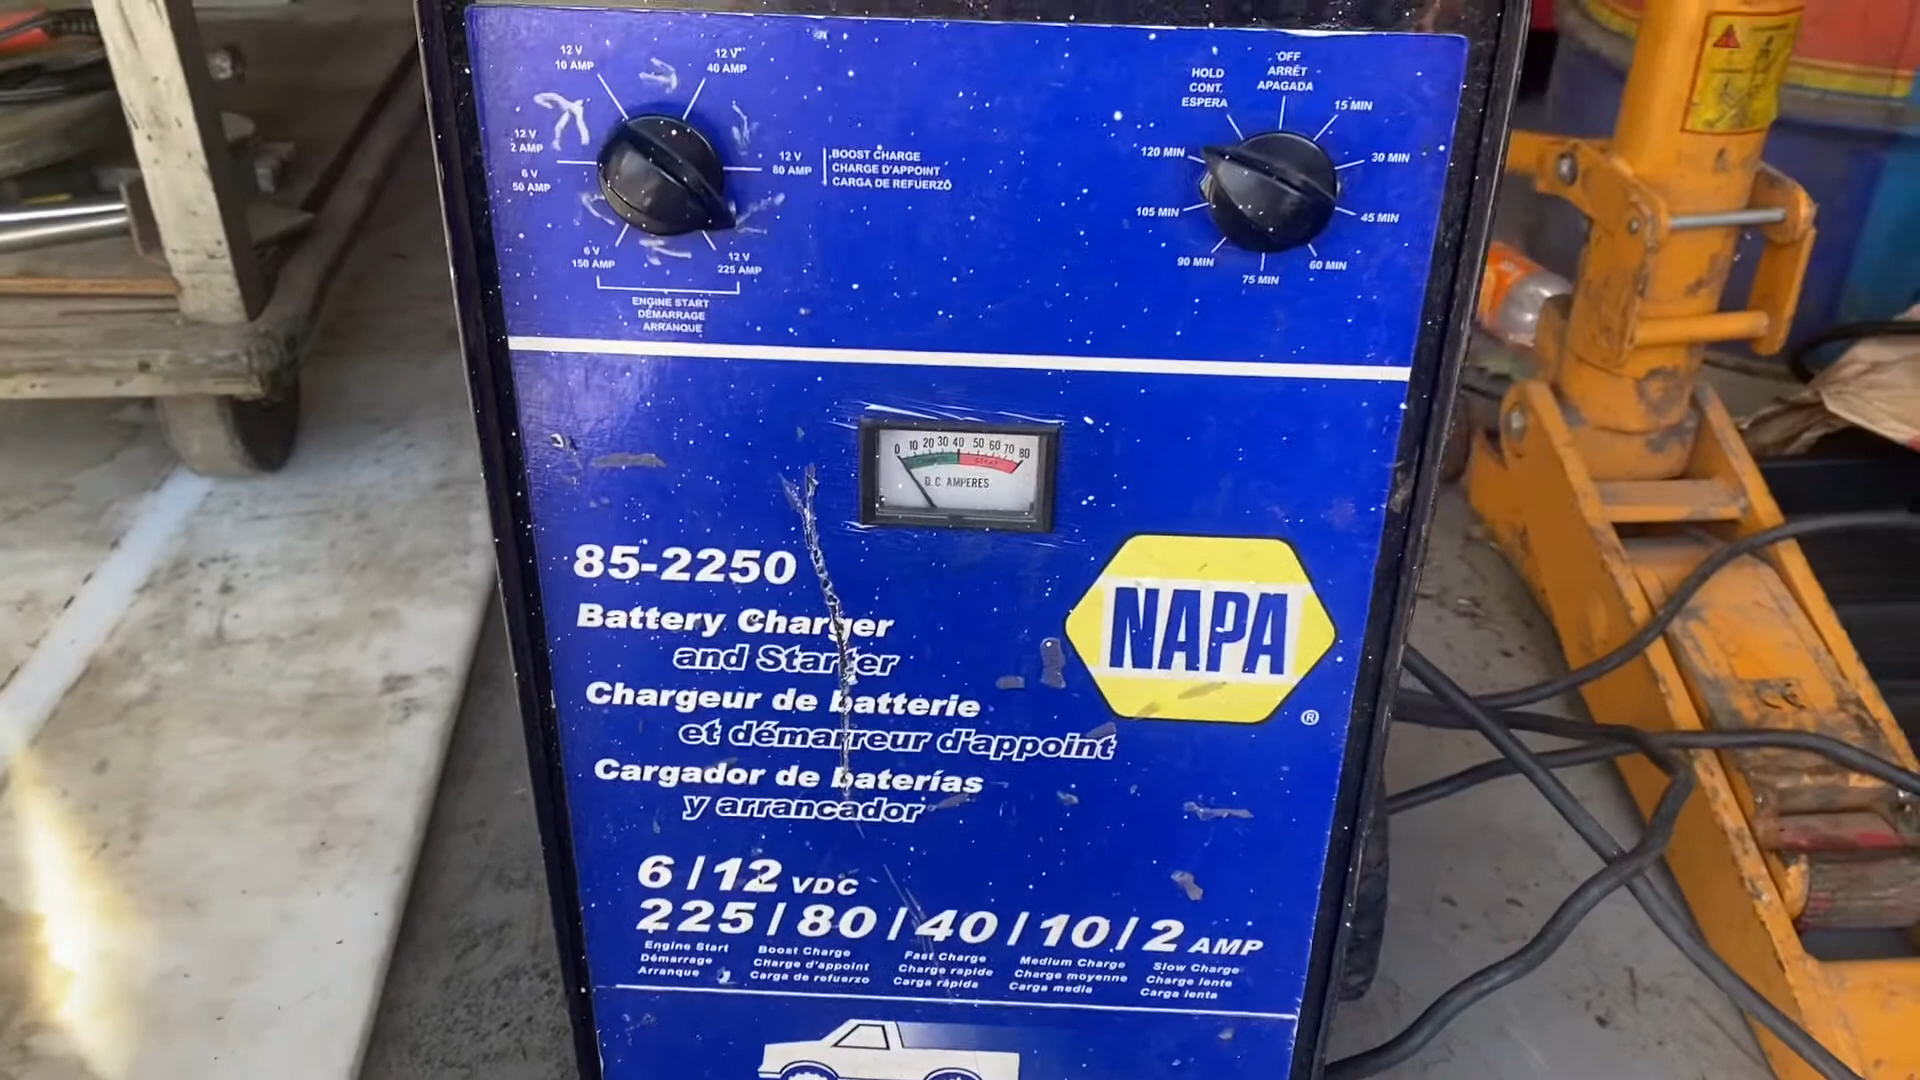 12 V
10 AMP
12 V
40 AMP
12 V
2 AMP
12 V
80 AMP
BOOST CHARGE
CHARGE D'APPOINT
CARGA DE REFUERZO
6 V
50 AMP
6 V
150 AMP
12 V
225 AMP
ENGINE START
DÉMARRAGE
ARRANQUE
HOLD
CONT.
ESPERA
OFF
ARRÊT
APAGADA
15 MIN
30 MIN
45 MIN
60 MIN
75 MIN
90 MIN
105 MIN
120 MIN
0 10 20 30 40 50 60 70 80
START
D.C. AMPERES
85-2250
Battery Charger
and Starter
Chargeur de batterie
et démarreur d'appoint
Cargador de baterías
y arrancador
NAPA
®
6 / 12 VDC
225 / 80 / 40 / 10 / 2 AMP
Engine Start
Démarrage
Arranque
Boost Charge
Charge d'appoint
Carga de refuerzo
Fast Charge
Charge rapide
Carga rápida
Medium Charge
Charge moyenne
Carga media
Slow Charge
Charge lente
Carga lenta